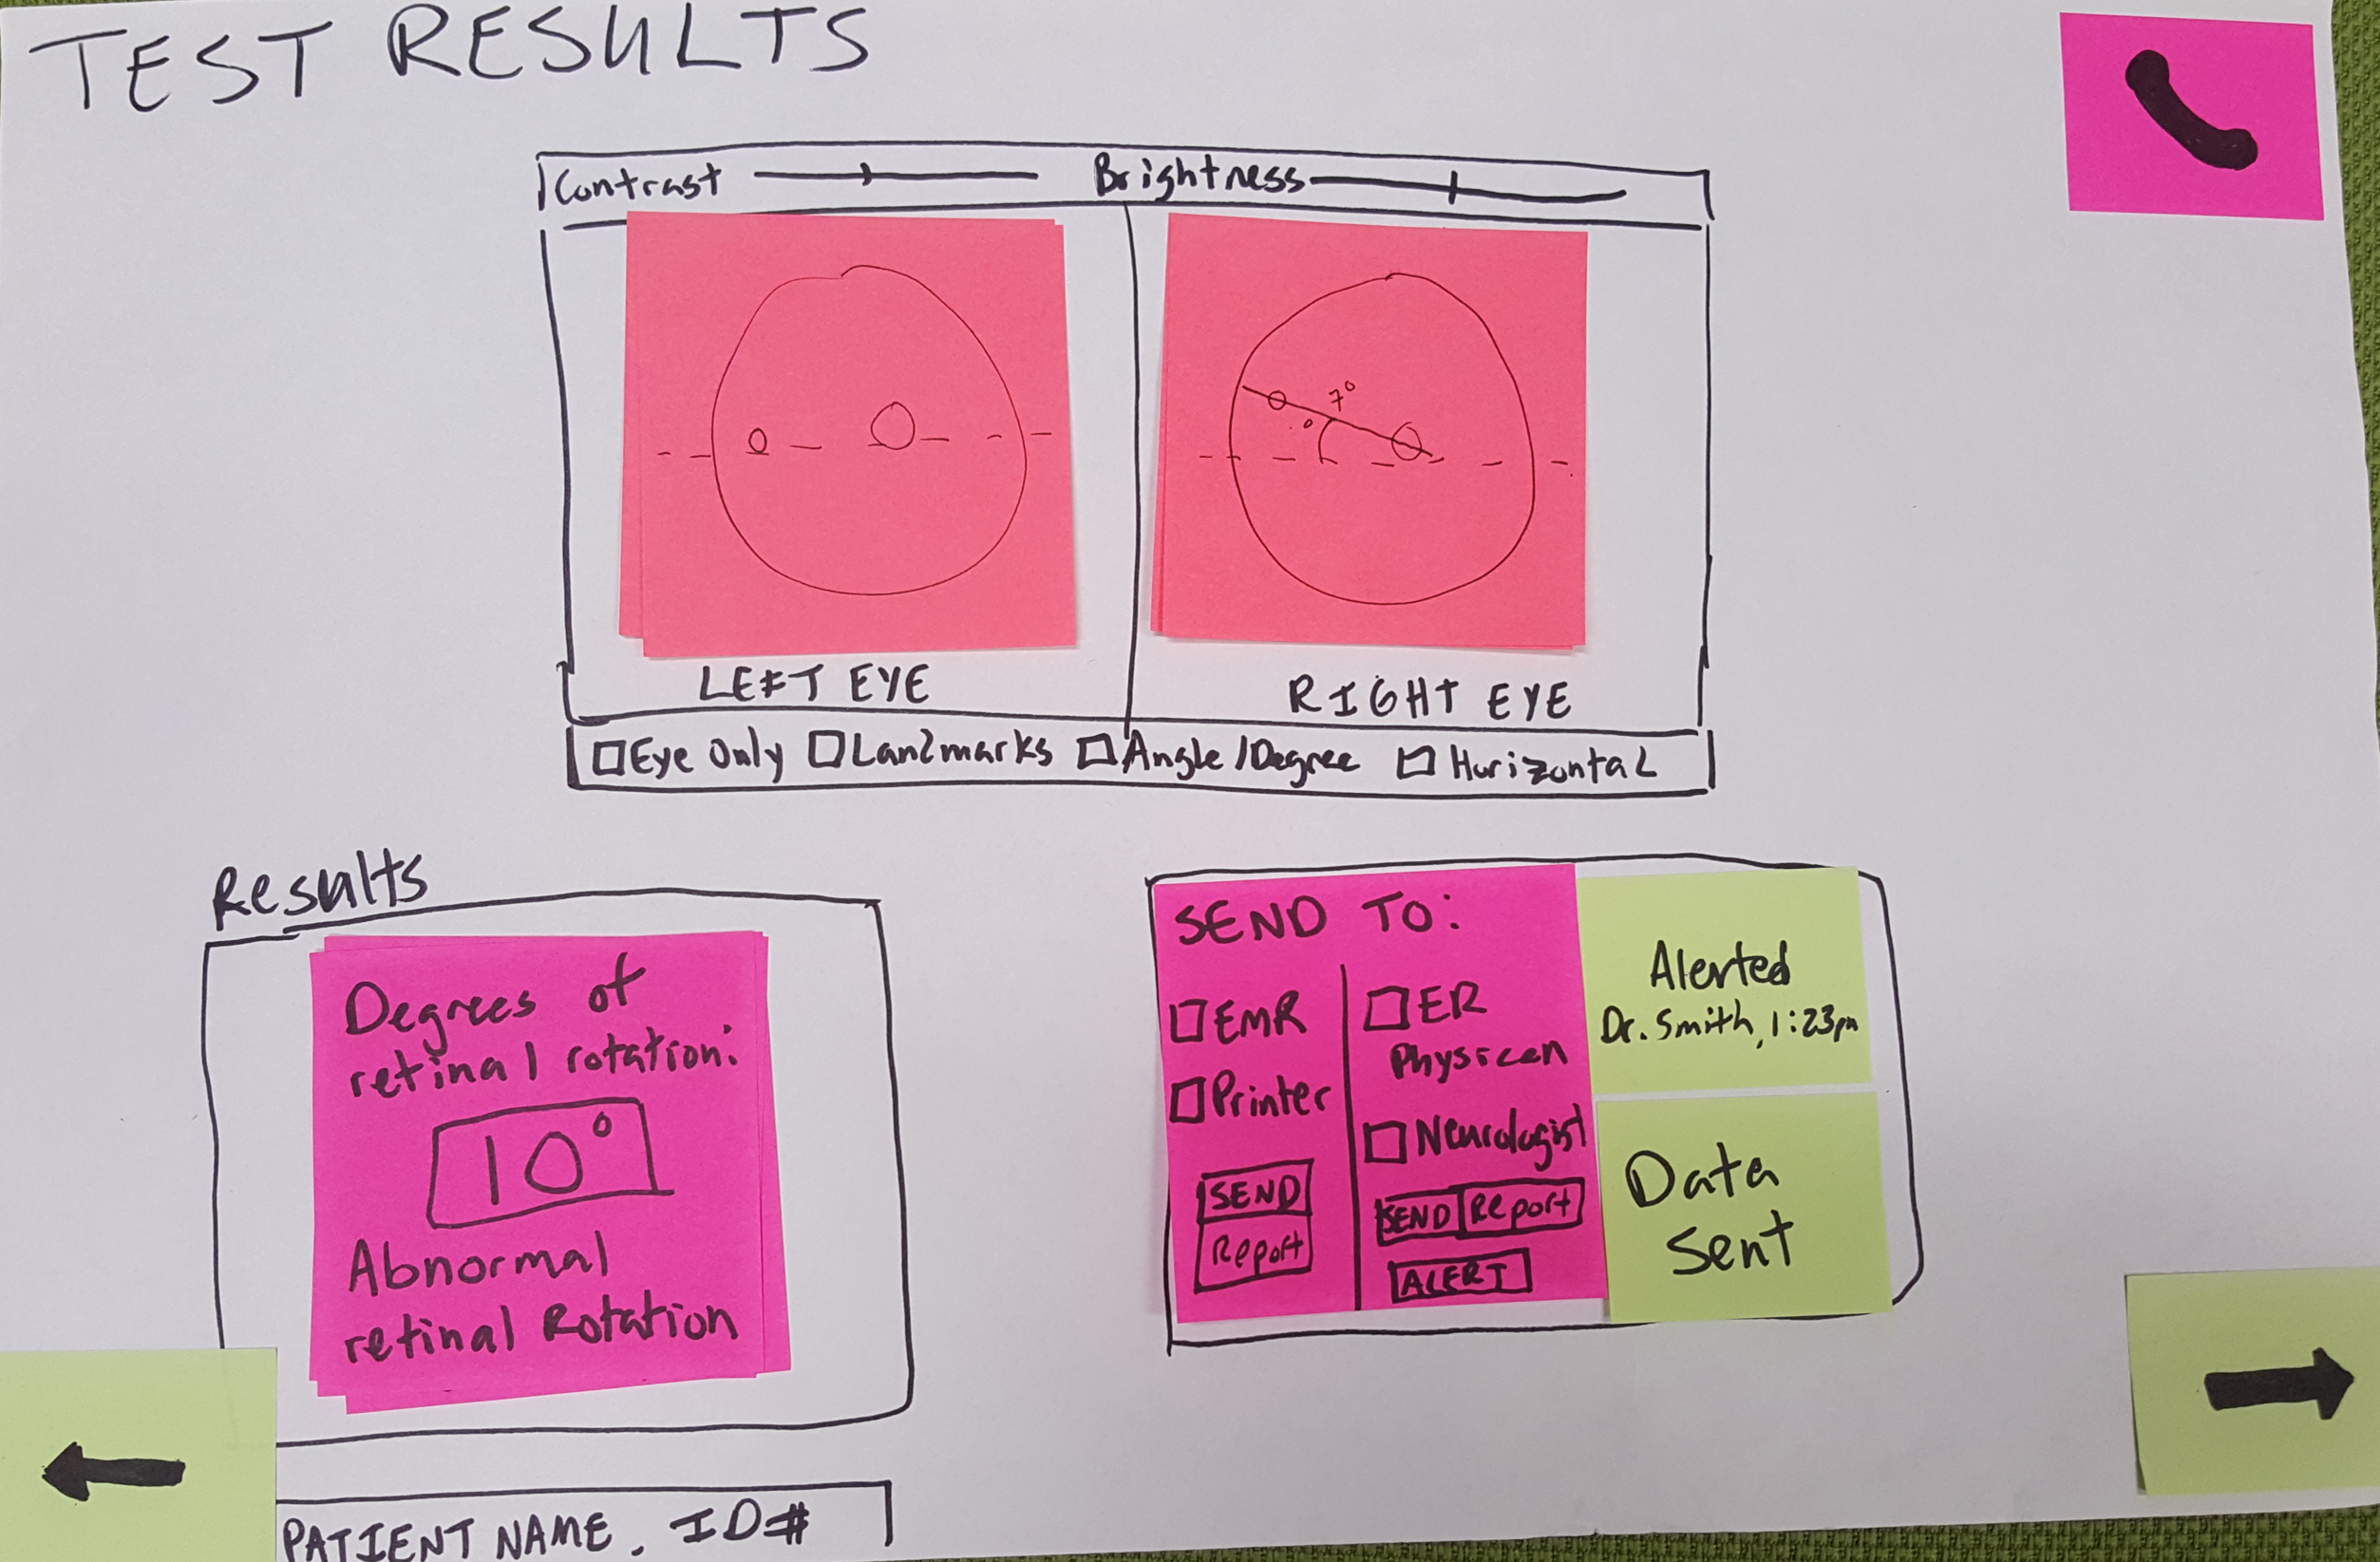 TEST RESULTS
Contrast Brightness
7°
LEFT EYE
RIGHT EYE
Eye Only Landmarks Angle/Degree Horizontal
Results
Degrees of
retinal rotation:
10°
Abnormal
retinal Rotation
SEND TO:
EMR
Printer
SEND
Report
ER
Physican
Neurologist
SEND Report
ALERT
Alerted
Dr. Smith, 1:23pm
Data
Sent
PATIENT NAME. ID#